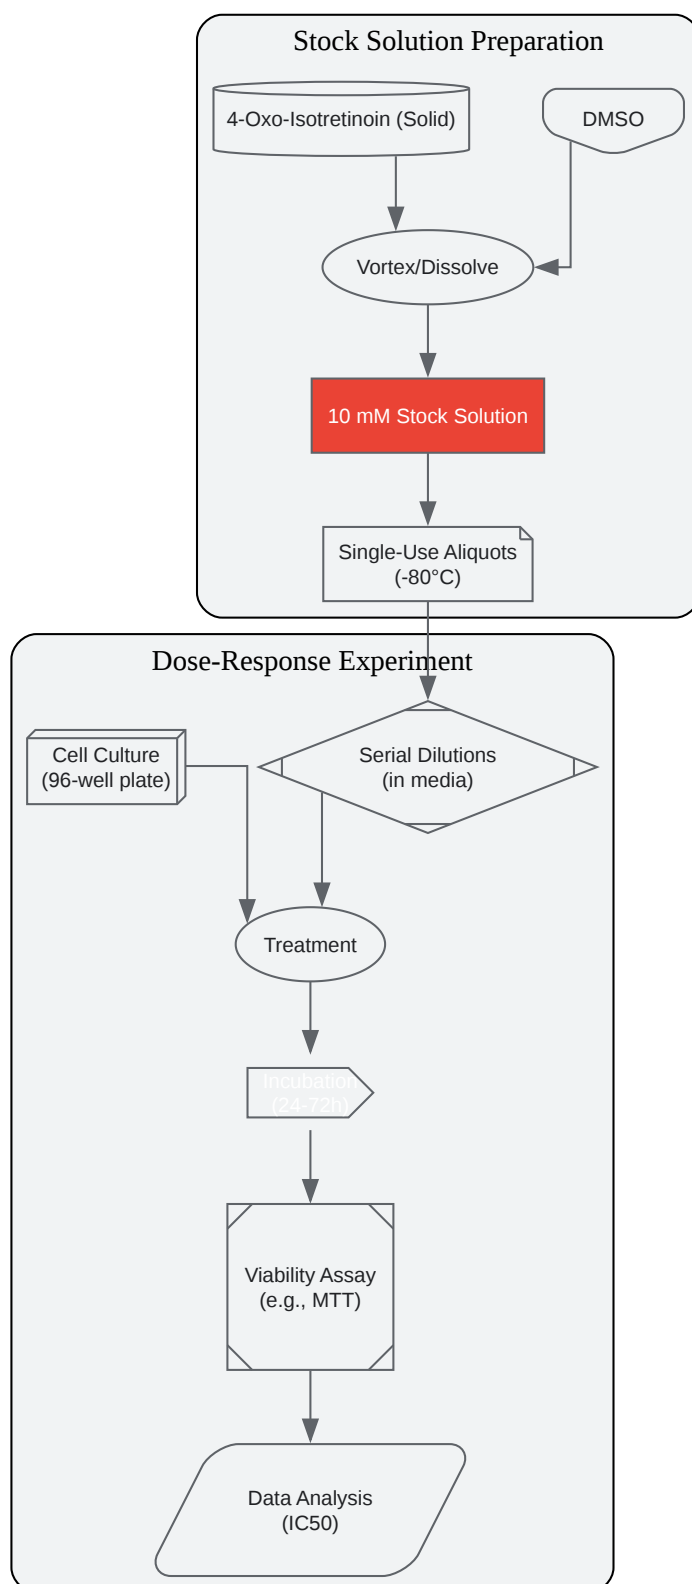 Stock Solution Preparation
4-Oxo-Isotretinoin (Solid)
DMSO
Vortex/Dissolve
10 mM Stock Solution
Single-Use Aliquots
(-80°C)
Dose-Response Experiment
Cell Culture
(96-well plate)
Serial Dilutions
(in media)
Treatment
Incubation
(24-72h)
Viability Assay
(e.g., MTT)
Data Analysis
(IC50)